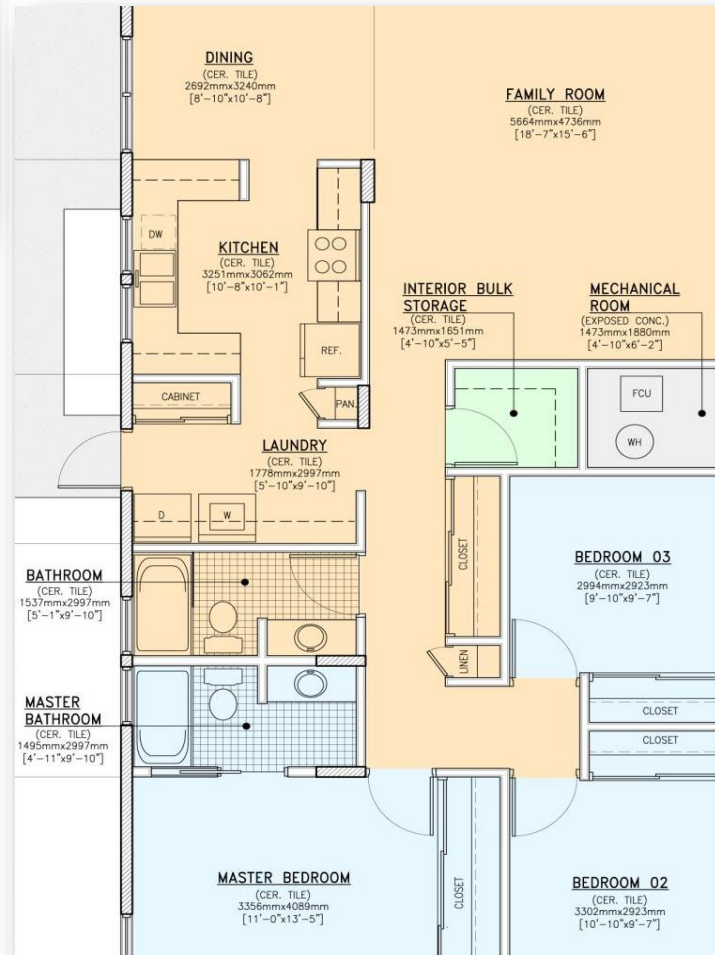 DINING
(CER. TILE)
2692mmx3240mm
[8'-10"x10'-8"]
FAMILY ROOM
(CER. TILE)
5664mmx4736mm
[18'-7"x15'-6"]
DW
KITCHEN
(CER. TILE)
3251mmx3062mm
[10'-8"x10'-1"]
REF.
INTERIOR BULK
STORAGE
(CER. TILE)
1473mmx1651mm
[4'-10"x5'-5"]
MECHANICAL
ROOM
(EXPOSED CONC.)
1473mmx1880mm
[4'-10"x6'-2"]
CABINET
PAN.
FCU
WH
LAUNDRY
(CER. TILE)
1778mmx2997mm
[5'-10"x9'-10"]
D
W
CLOSET
BEDROOM 03
(CER. TILE)
2994mmx2923mm
[9'-10"x9'-7"]
BATHROOM
(CER. TILE)
1537mmx2997mm
[5'-1"x9'-10"]
LINEN
MASTER
BATHROOM
(CER. TILE)
1495mmx2997mm
[4'-11"x9'-10"]
CLOSET
CLOSET
MASTER BEDROOM
(CER. TILE)
3356mmx4089mm
[11'-0"x13'-5"]
CLOSET
BEDROOM 02
(CER. TILE)
3302mmx2923mm
[10'-10"x9'-7"]